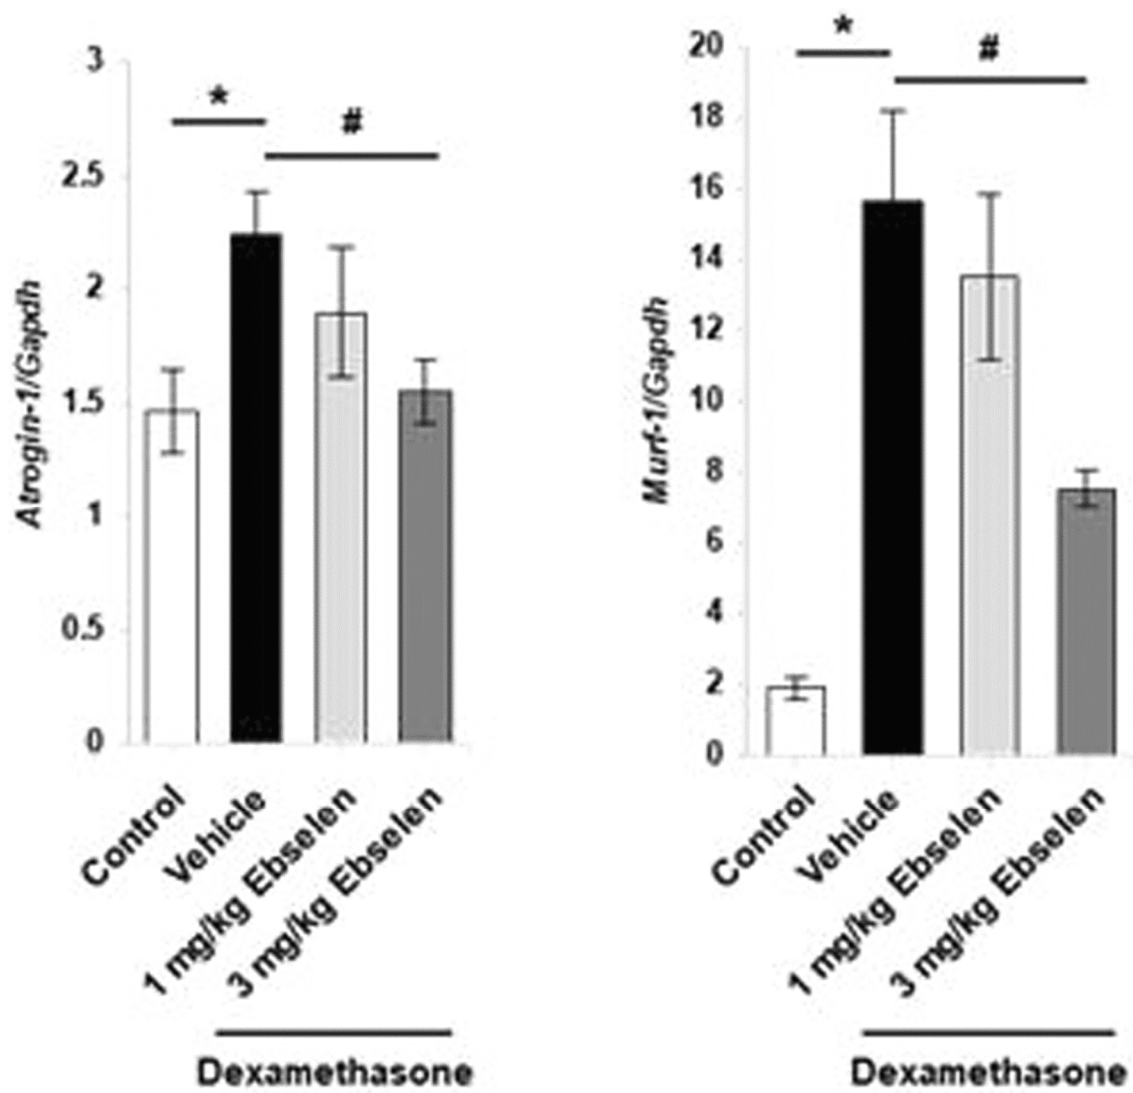 Atrogin-1/Gapdh
3
2.5
2
1.5
1
0.5
0
*
#
Control
Vehicle
1 mg/kg Ebselen
3 mg/kg Ebselen
Dexamethasone
Murf-1/Gapdh
20
18
16
14
12
10
8
6
4
2
0
*
#
Control
Vehicle
1 mg/kg Ebselen
3 mg/kg Ebselen
Dexamethasone